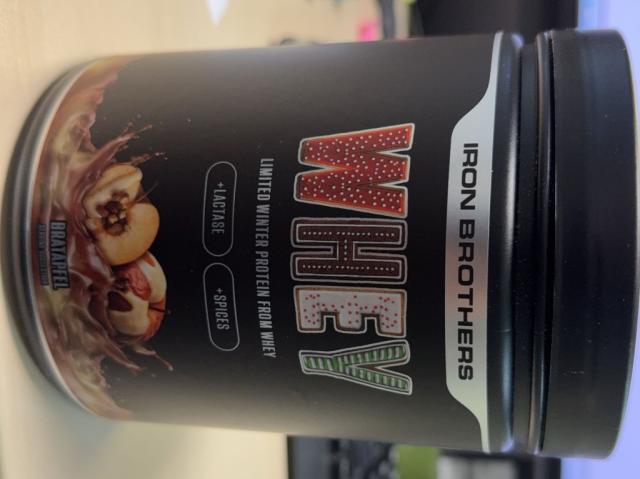 IRON BROTHERS
WHEY
LIMITED WINTER PROTEIN FROM WHEY
+LACTASE
+SPICES
BRATAPFEL